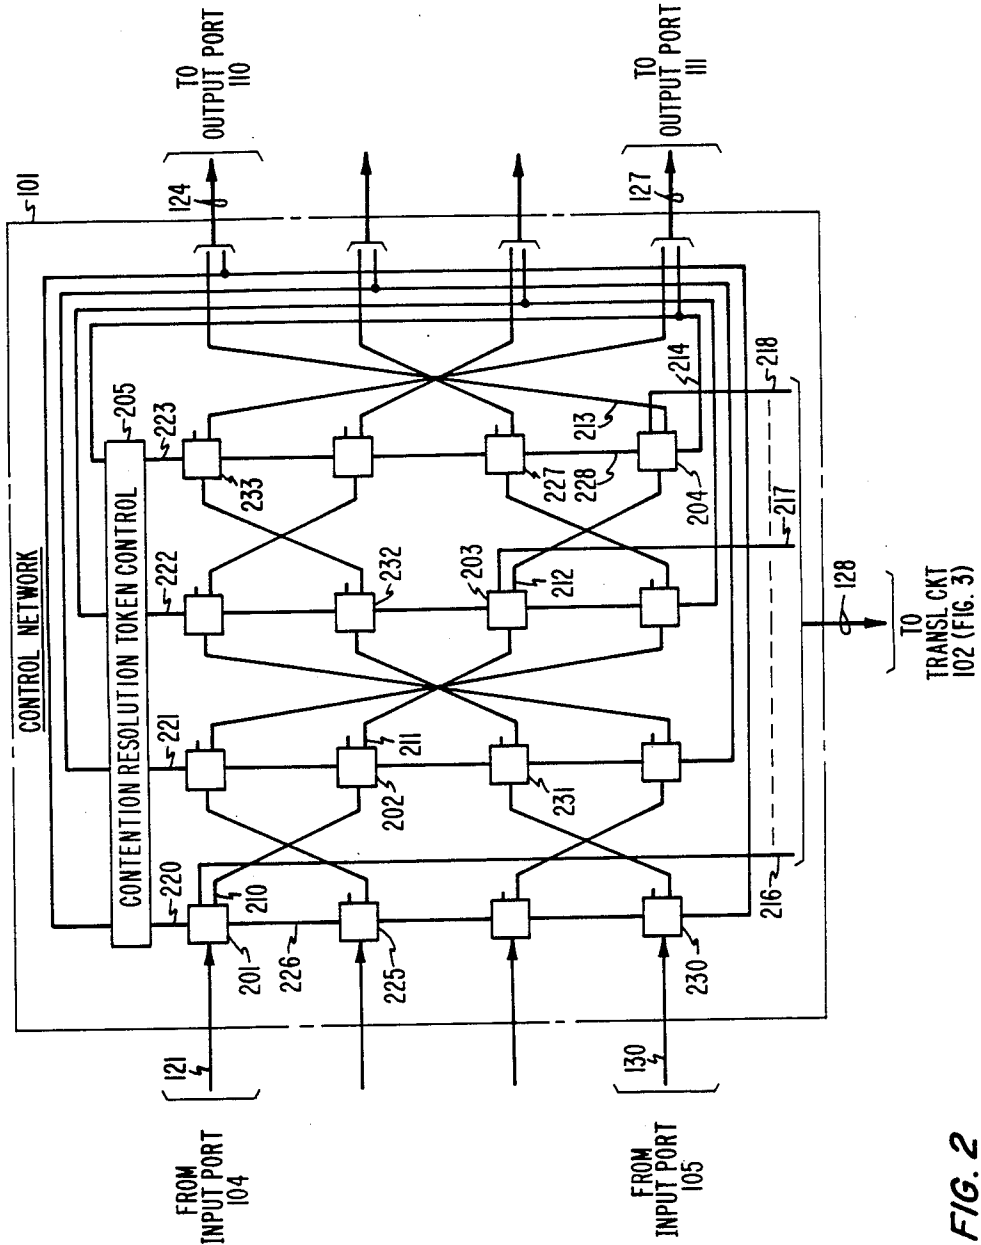 CONTROL NETWORK
101
CONTENTION RESOLUTION TOKEN CONTROL
205
220
221
222
223
FROM
INPUT PORT
104
121
201
210
226
225
230
216
202
211
231
232
203
212
217
233
227
228
213
204
214
218
124
TO
OUTPUT PORT
110
127
TO
OUTPUT PORT
111
FROM
INPUT PORT
105
130
128
TO
TRANSL CKT
102 (FIG. 3)
FIG. 2